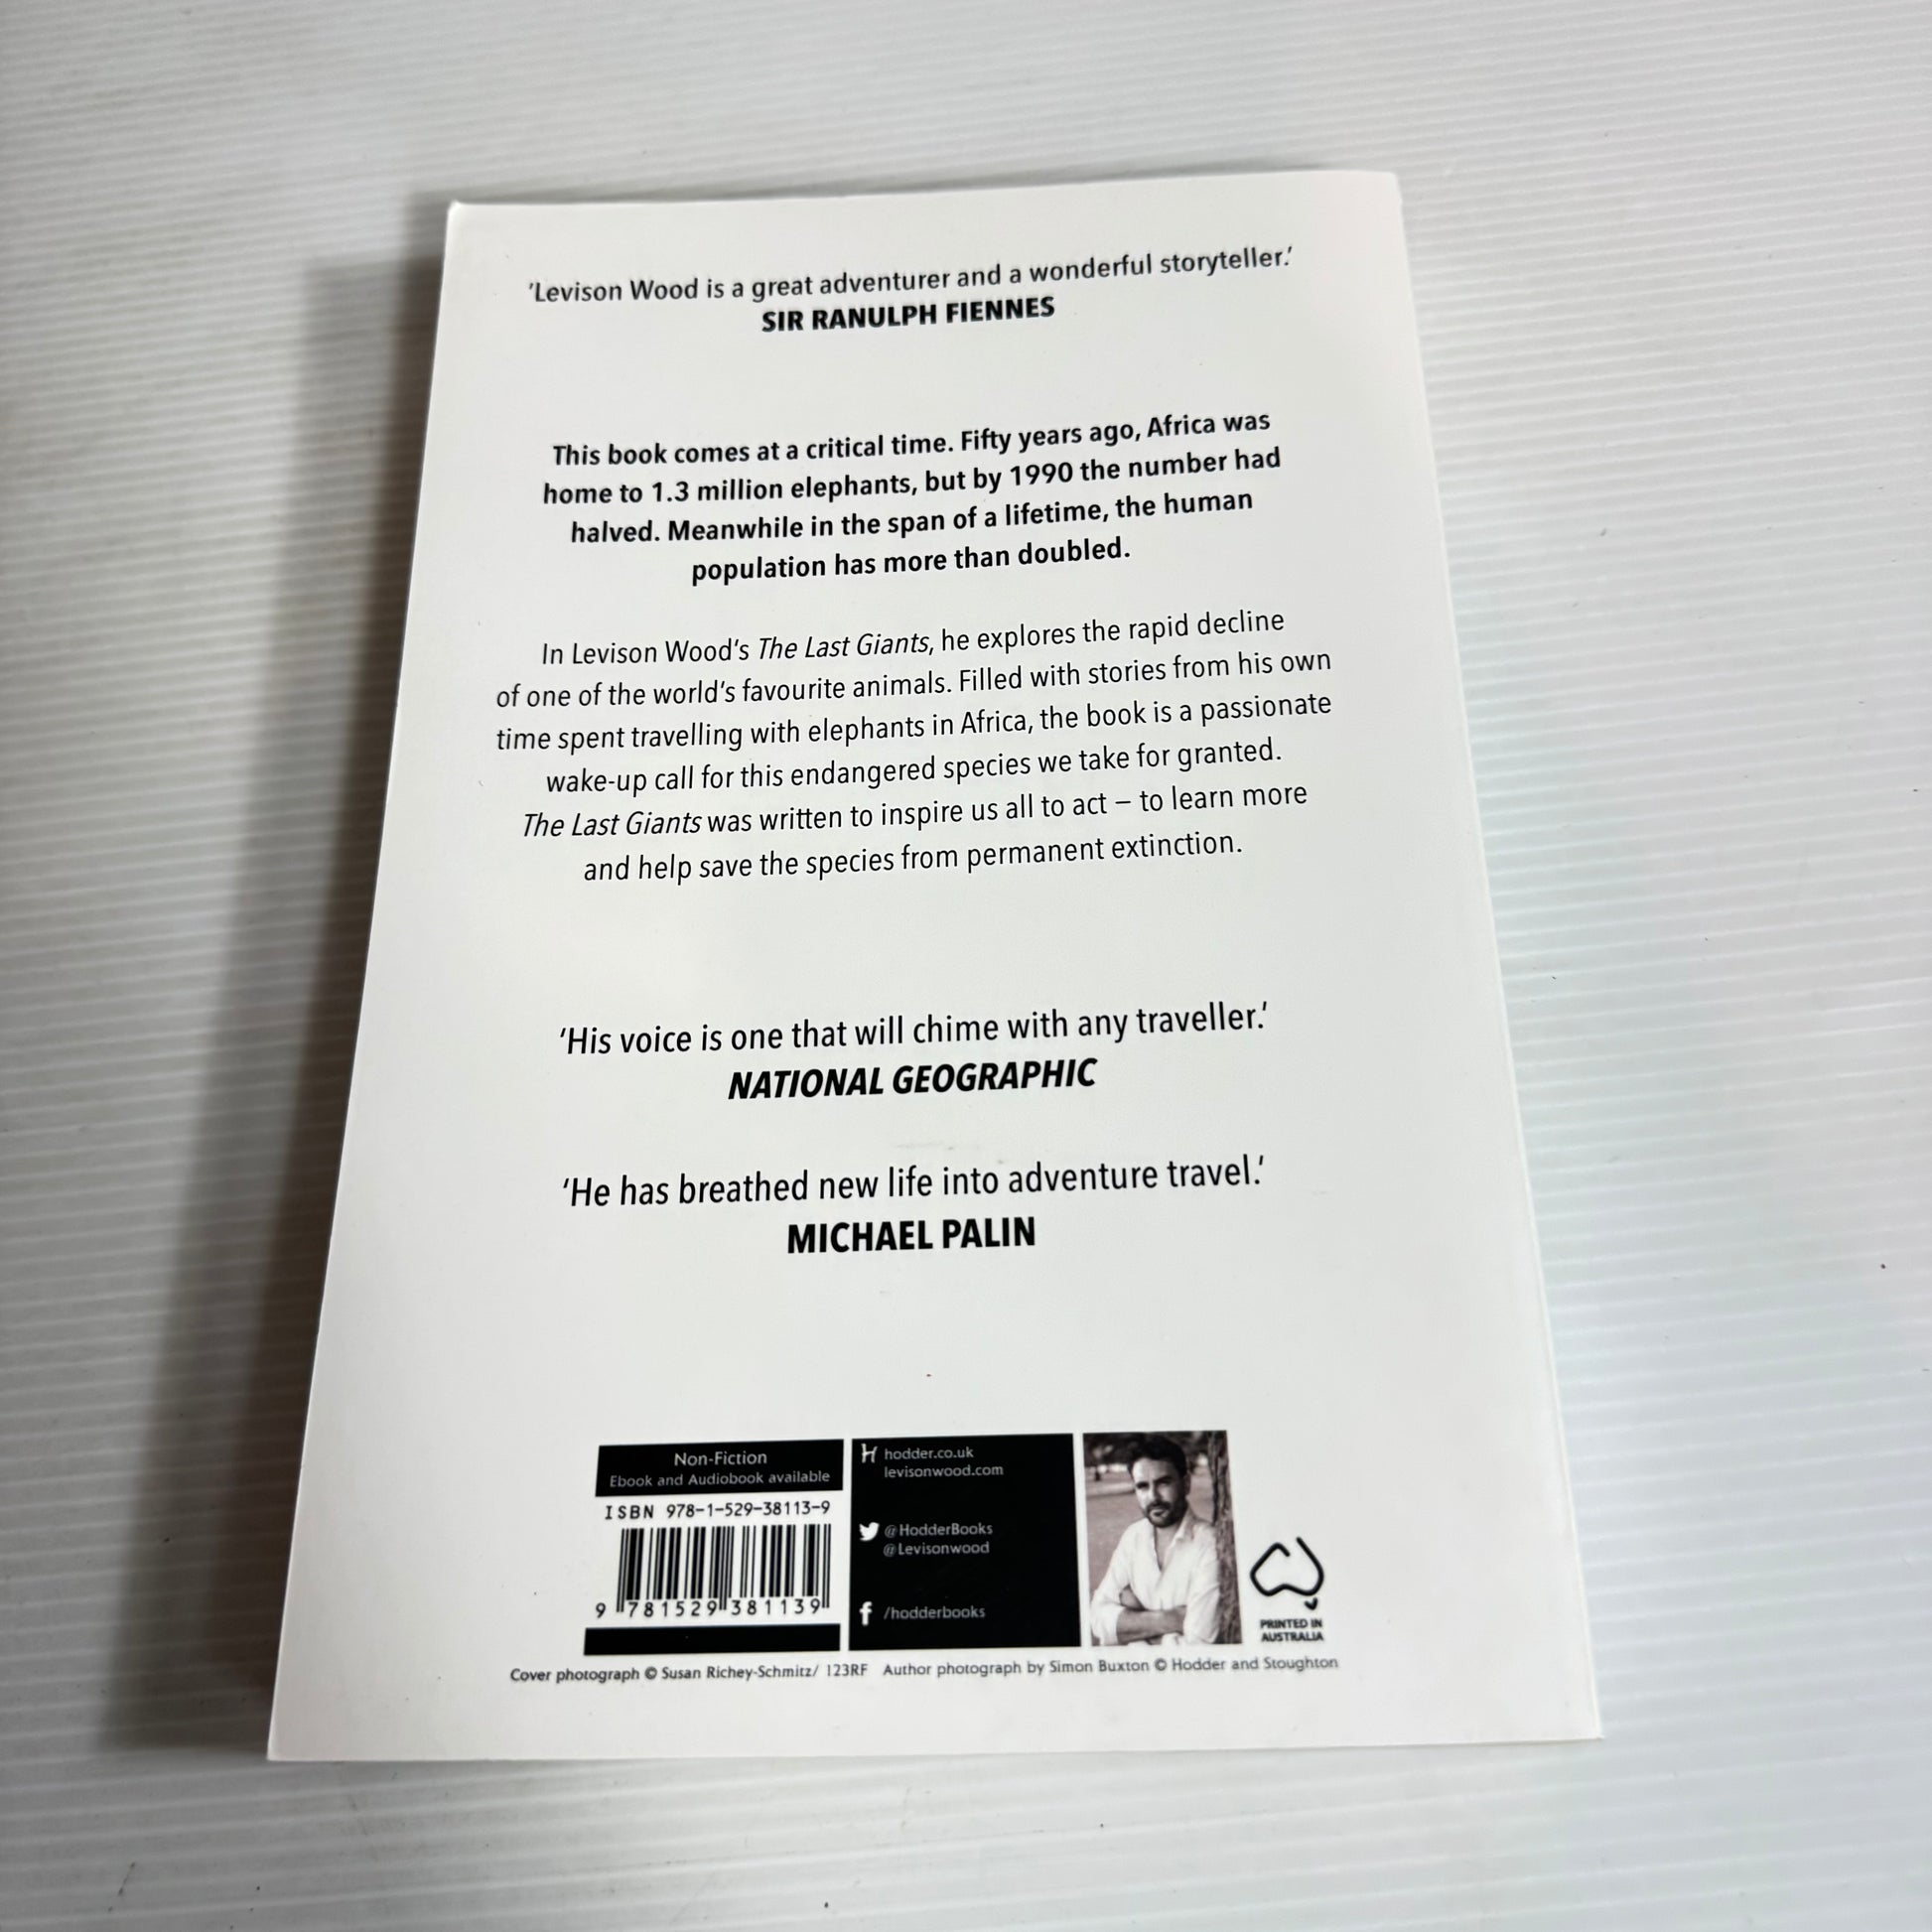 'Levison Wood is a great adventurer and a wonderful storyteller.'
SIR RANULPH FIENNES
This book comes at a critical time. Fifty years ago, Africa was
home to 1.3 million elephants, but by 1990 the number had
halved. Meanwhile in the span of a lifetime, the human
population has more than doubled.
In Levison Wood's The Last Giants, he explores the rapid decline
of one of the world's favourite animals. Filled with stories from his own
time spent travelling with elephants in Africa, the book is a passionate
wake-up call for this endangered species we take for granted.
The Last Giants was written to inspire us all to act – to learn more
and help save the species from permanent extinction.
'His voice is one that will chime with any traveller.'
NATIONAL GEOGRAPHIC
'He has breathed new life into adventure travel.'
MICHAEL PALIN
Non-Fiction
Ebook and Audiobook available
ISBN 978-1-529-38113-9
9 781529 381139
H hodder.co.uk
levisonwood.com
@HodderBooks
@Levisonwood
f /hodderbooks
PRINTED IN
AUSTRALIA
Cover photograph © Susan Richey-Schmitz/ 123RF Author photograph by Simon Buxton © Hodder and Stoughton